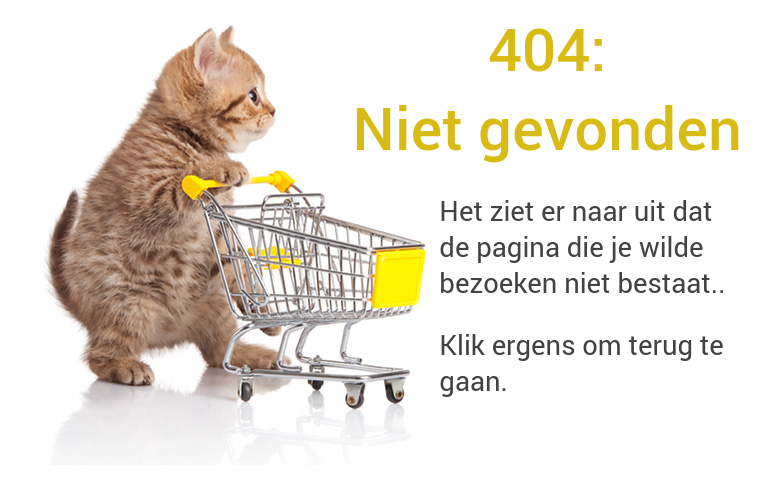 404:
Niet gevonden
Het ziet er naar uit dat
de pagina die je wilde
bezoeken niet bestaat..
Klik ergens om terug te
gaan.